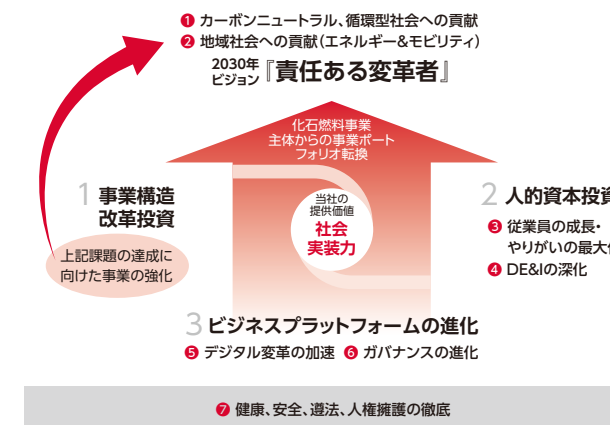 ❶ カーボンニュートラル、循環型社会への貢献
❷ 地域社会への貢献（エネルギー&モビリティ）
2030年
ビジョン『責任ある変革者』
化石燃料事業
主体からの事業ポート
フォリオ転換
1 事業構造
改革投資
上記課題の達成に
向けた事業の強化
当社の
提供価値
社会
実装力
2 人的資本投資
❸ 従業員の成長・
やりがいの最大化
❹ DE&Iの深化
3 ビジネスプラットフォームの進化
❺ デジタル変革の加速 ❻ ガバナンスの進化
❼ 健康、安全、遵法、人権擁護の徹底